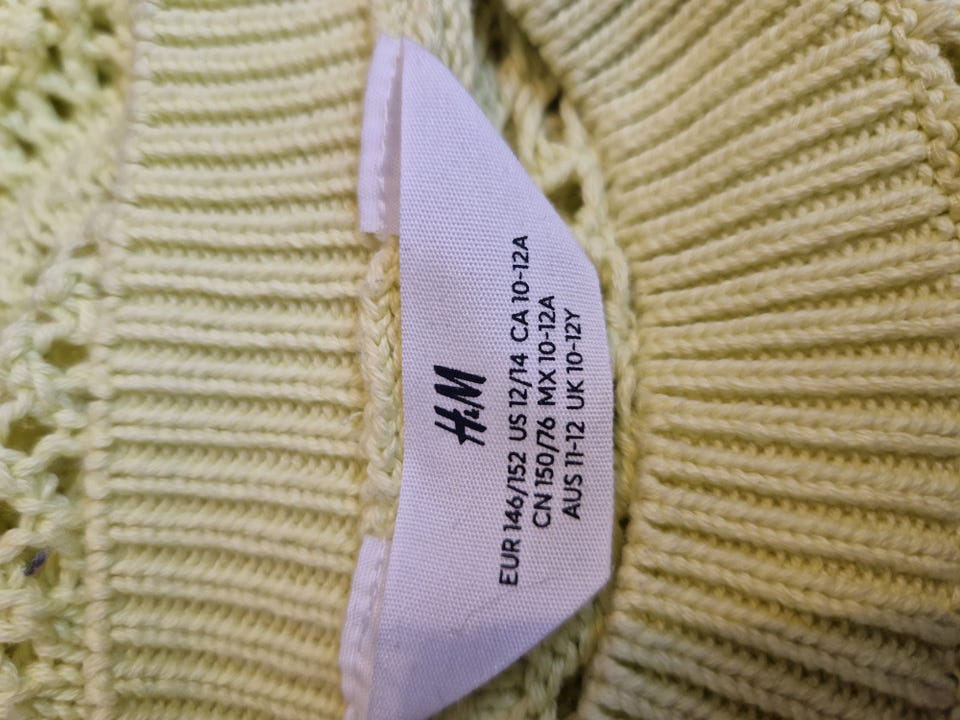 H&M
EUR 146/152 US 12/14 CA 10-12A
CN 150/76 MX 10-12A
AUS 11-12 UK 10-12Y